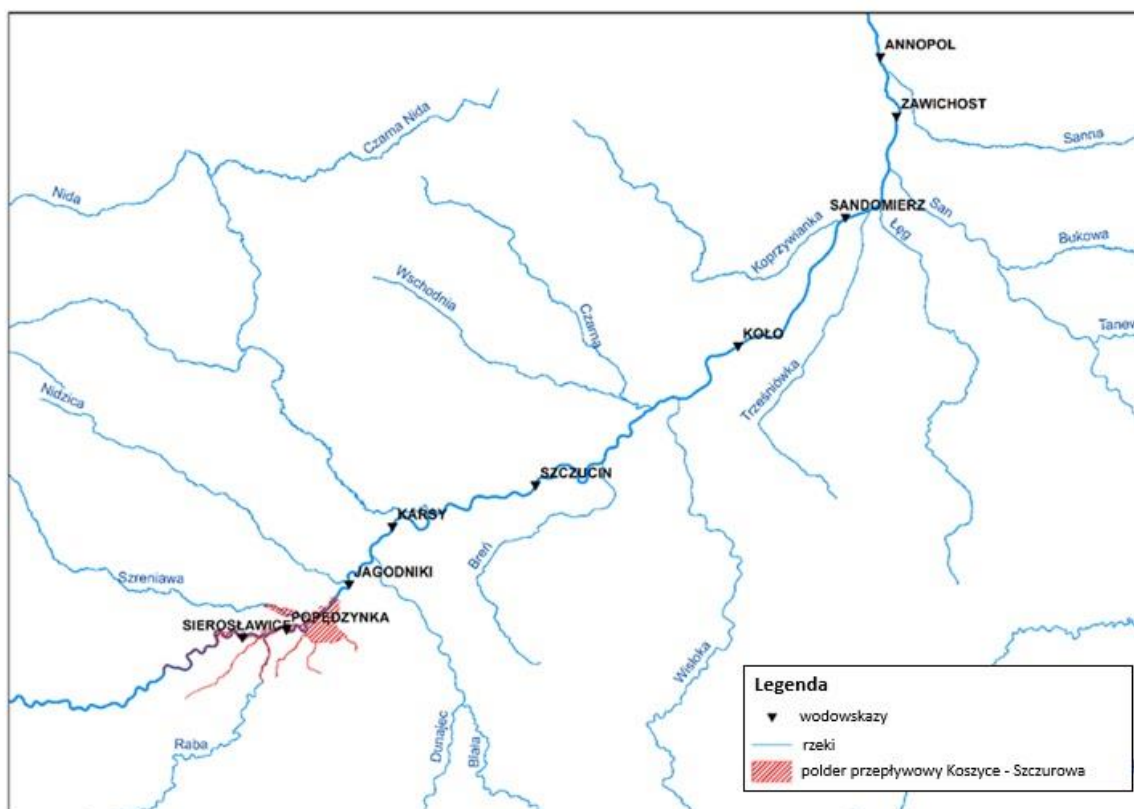 ANNOPOL
ZAWICHOST
Czarna Nida
Sanna
Nida
SANDOMIERZ
San
Łęg
Koprzywianka
Bukowa
Wschodnia
Czarna
Tanew
KOŁO
Trześniówka
Nidzica
SZCZUCIN
KARSY
Breń
JAGODNIKI
Szreniawa
POPĘDZYNKA
SIEROSŁAWICE
Wisłoka
Raba
Dunajec
Biała
Legenda
wodowskazy
rzeki
polder przepływowy Koszyce - Szczurowa